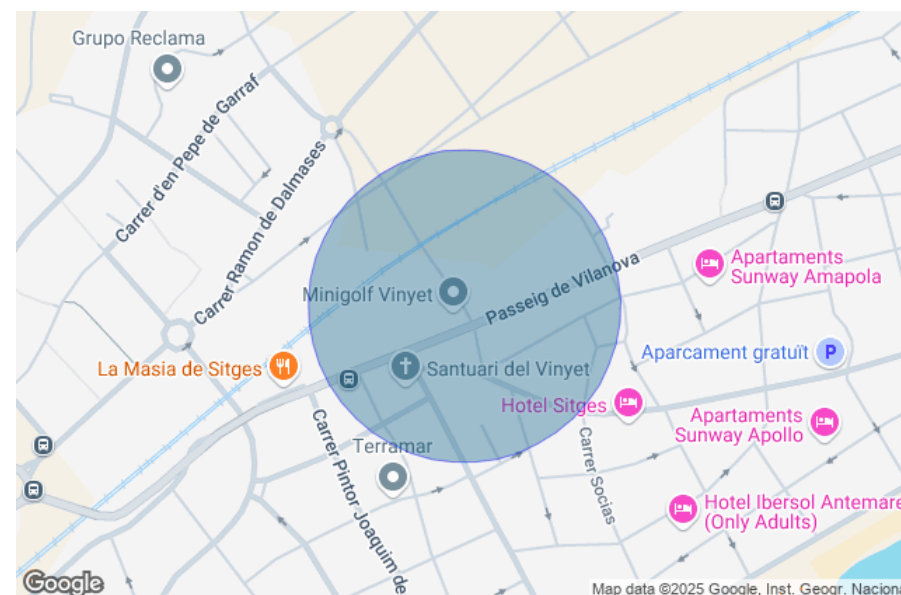 Grupo Reclama
Carrer d'en Pepe de Garraf
Carrer Ramon de Dalmases
Passeig de Vilanova
Minigolf Vinyet
Apartaments
Sunway Amapola
La Masia de Sitges
Santuari del Vinyet
Aparcament gratuït
P
Hotel Sitges
Apartaments
Sunway Apollo
Terramar
Carrer Pintor Joaquim de
Carrer Socias
Hotel Ibersol Antemare
(Only Adults)
Google
Map data ©2025 Google, Inst. Geogr. Naciona